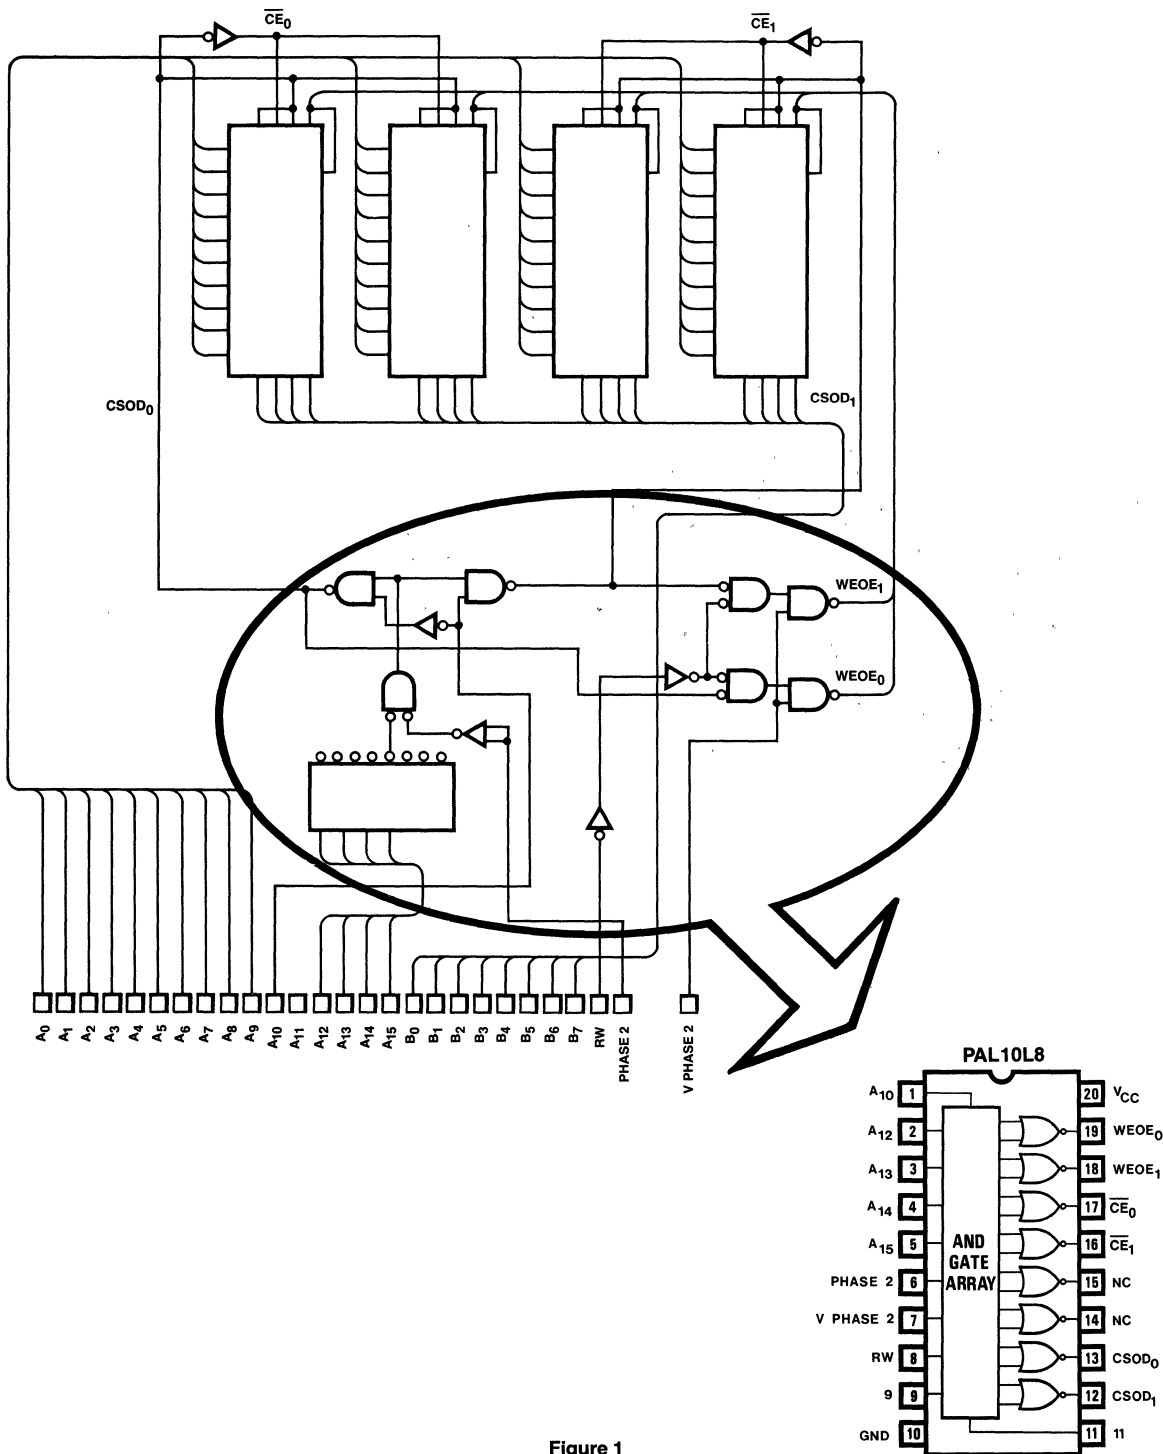 CE0
CE1
CSOD0
CSOD1
WEOE1
WEOE0
A0
A1
A2
A3
A4
A5
A6
A7
A8
A9
A10
A11
A12
A13
A14
A15
B0
B1
B2
B3
B4
B5
B6
B7
RW
PHASE 2
V PHASE 2
PAL10L8
A10 1
20 VCC
A12 2
19 WEOE0
A13 3
18 WEOE1
A14 4
17 CE0
A15 5
16 CE1
AND
GATE
ARRAY
PHASE 2 6
15 NC
V PHASE 2 7
14 NC
RW 8
13 CSOD0
9 9
12 CSOD1
GND 10
11 11
Figure 1